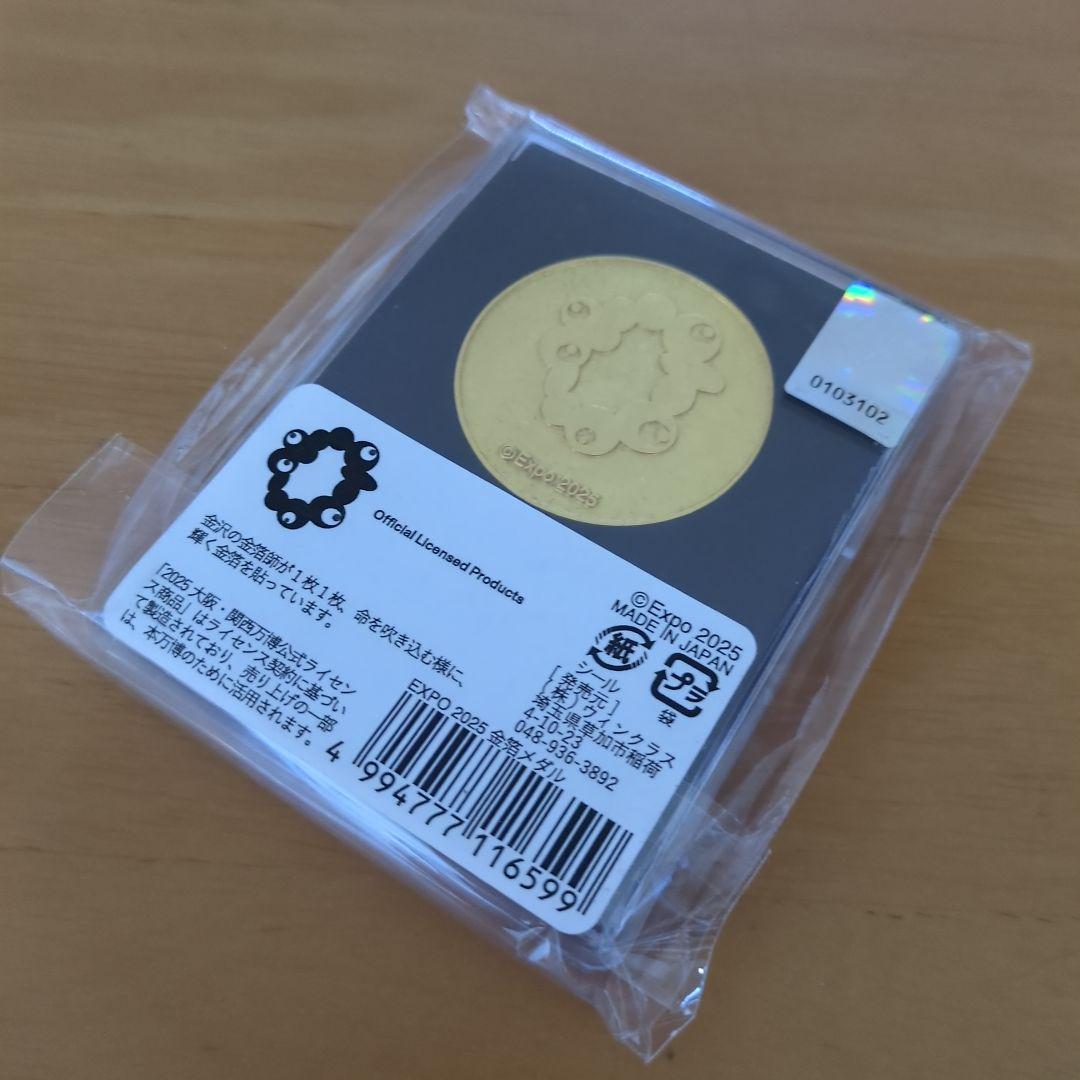 ©Expo 2025
0103102
Official Licensed Products
金沢の金箔師が1枚1枚、命を吹き込む様に、
輝く金箔を貼っています。
「2025 大阪・関西万博公式ライセン
ス商品」はライセンス契約に基づい
て製造されており、売り上げの一部
は、本万博のために活用されます。
©Expo 2025
MADE IN JAPAN
紙
シール
プラ
袋
[発売元]
(株)ウイングラス
埼玉県草加市稲荷
4-10-23
048-936-3892
EXPO 2025 金箔メダル
4 994777 116599